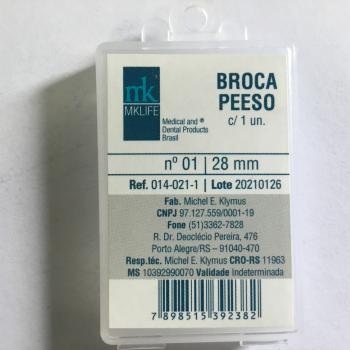 mk
MKLIFE
Medical and ®
Dental Products
Brasil
BROCA
PEESO
c/ 1 un.
nº 01 | 28 mm
Ref. 014-021-1 | Lote 20210126
Fab. Michel E. Klymus
CNPJ 97.127.559/0001-19
Fone (51)3362-7828
R. Dr. Deoclécio Pereira, 476
Porto Alegre/RS – 91040-470
Resp.téc. Michel E. Klymus CRO-RS 11963
MS 10392990070 Validade Indeterminada
7 898515 392382